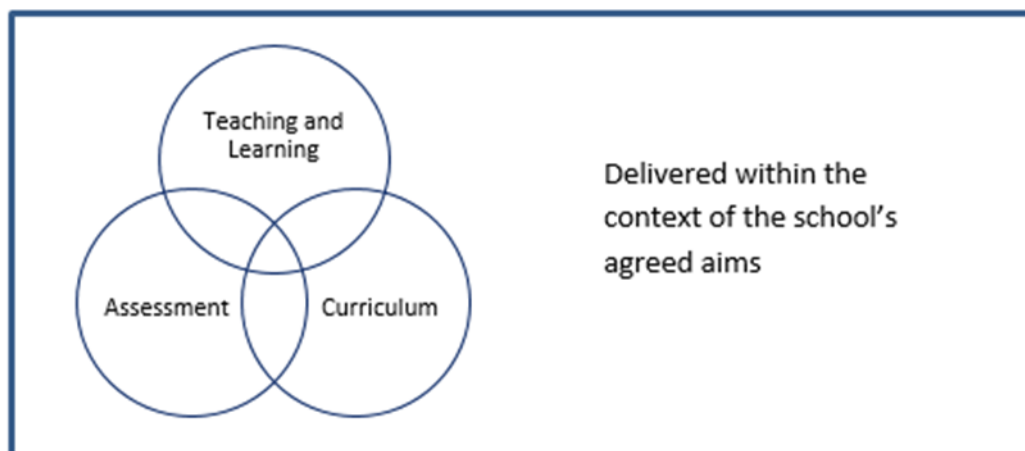 Teaching and
Learning
Assessment
Curriculum
Delivered within the
context of the school’s
agreed aims